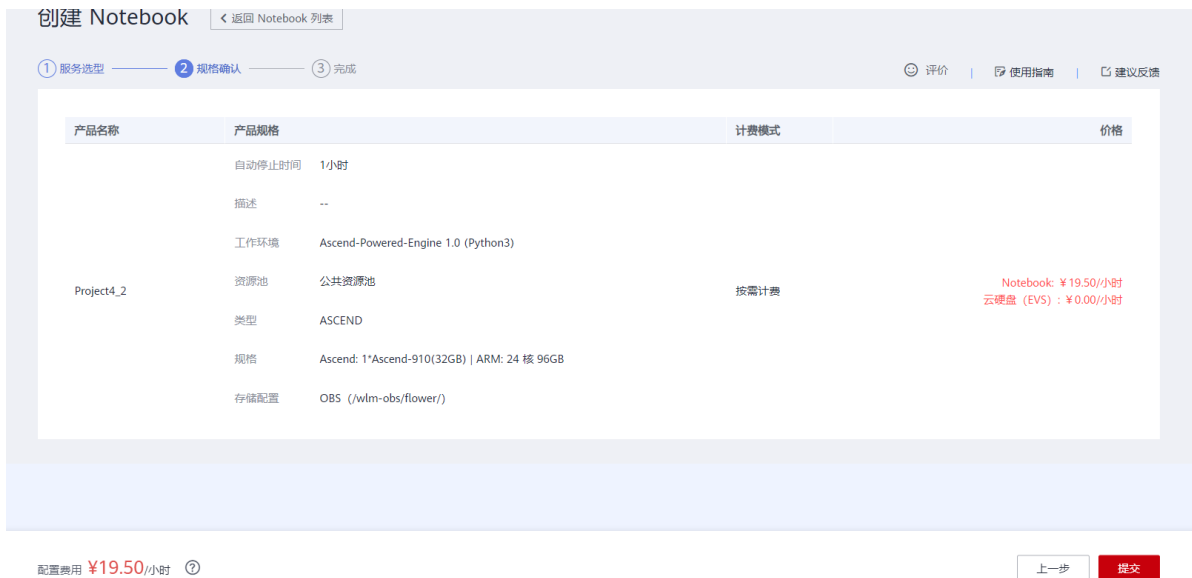 创建 Notebook
返回 Notebook 列表
1 服务选型 2 规格确认 3 完成
评价 | 使用指南 | 建议反馈
产品名称 产品规格 计费模式 价格
自动停止时间 1小时
描述 --
工作环境 Ascend-Powered-Engine 1.0 (Python3)
资源池 公共资源池
Project4_2 按需计费 Notebook: ¥19.50/小时
云硬盘（EVS）: ¥0.00/小时
类型 ASCEND
规格 Ascend: 1*Ascend-910(32GB) | ARM: 24 核 96GB
存储配置 OBS (/wlm-obs/flower/)
配置费用 ¥19.50/小时 ?
上一步 提交